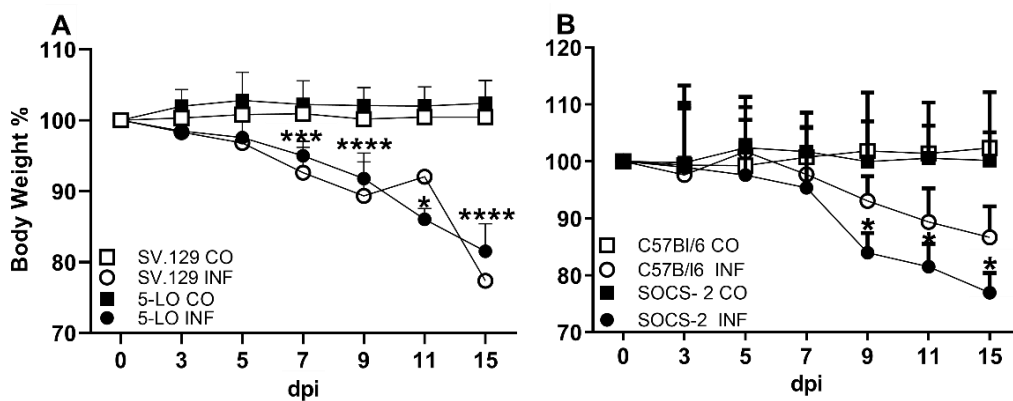 A
110
100
90
80
70
Body Weight %
***
****
*
****
SV.129 CO
SV.129 INF
5-LO CO
5-LO INF
0 3 5 7 9 11 15
dpi
B
120
110
100
90
80
70
*
*
*
C57Bl/6 CO
C57B/l6 INF
SOCS- 2 CO
SOCS-2 INF
0 3 5 7 9 11 15
dpi